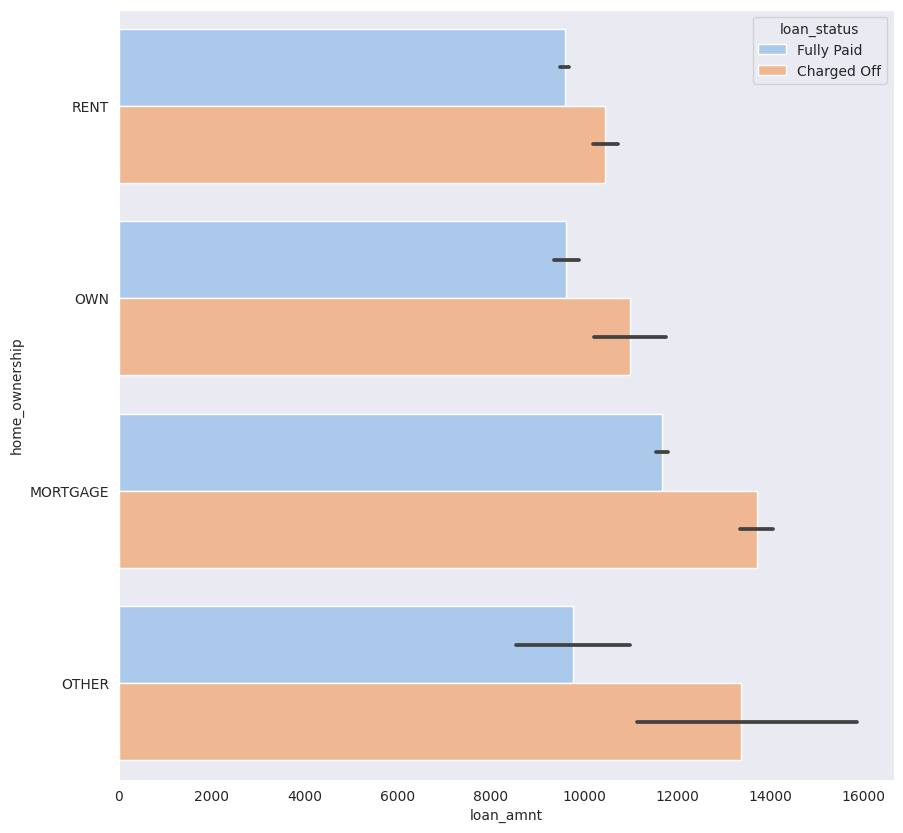 loan_status
Fully Paid
Charged Off
home_ownership
RENT
OWN
MORTGAGE
OTHER
0 2000 4000 6000 8000 10000 12000 14000 16000
loan_amnt